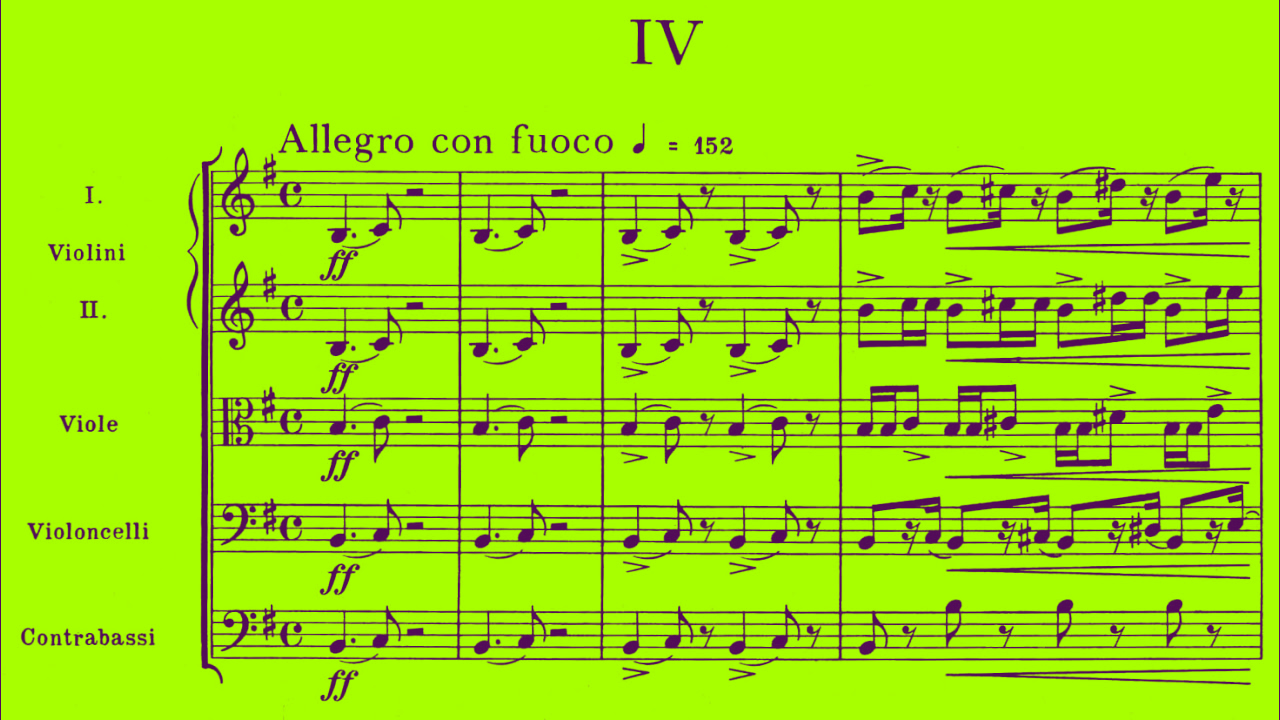 IV
Allegro con fuoco ♩ = 152
I.
Violini
ff
II.
ff
Viole
ff
Violoncelli
ff
Contrabassi
ff